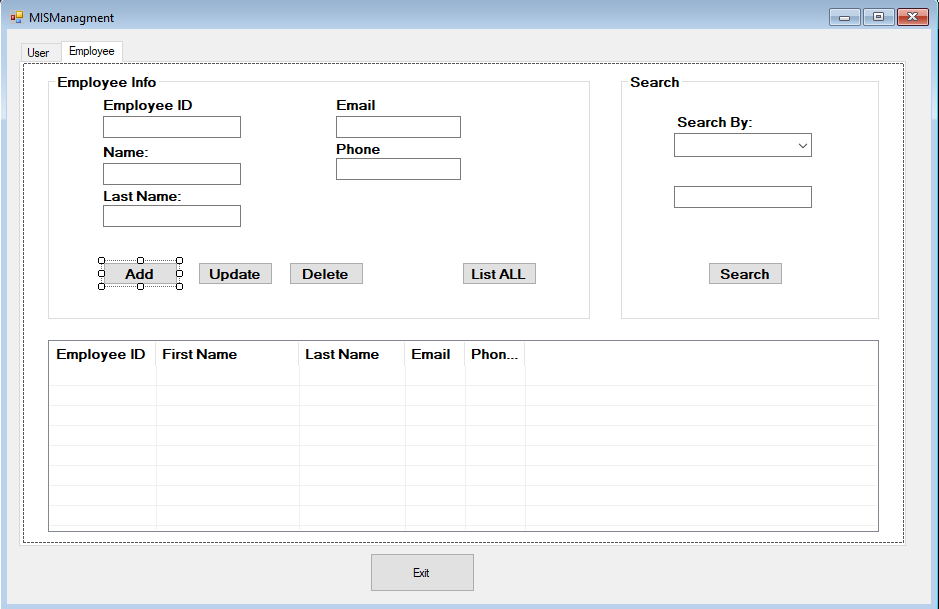 MISManagment
User Employee
Employee Info
Employee ID
Email
Name:
Phone
Last Name:
Add Update Delete List ALL
Search
Search By:
Search
Employee ID First Name Last Name Email Phon...
Exit